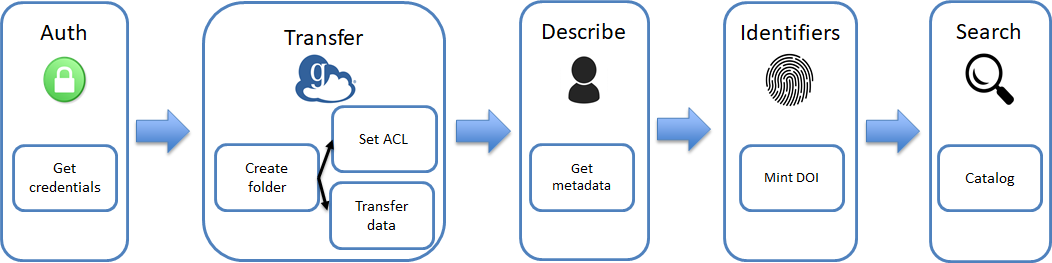 Auth
Get
credentials
Transfer
g
Create
folder
Set ACL
Transfer
data
Describe
Get
metadata
Identifiers
Mint DOI
Search
Catalog